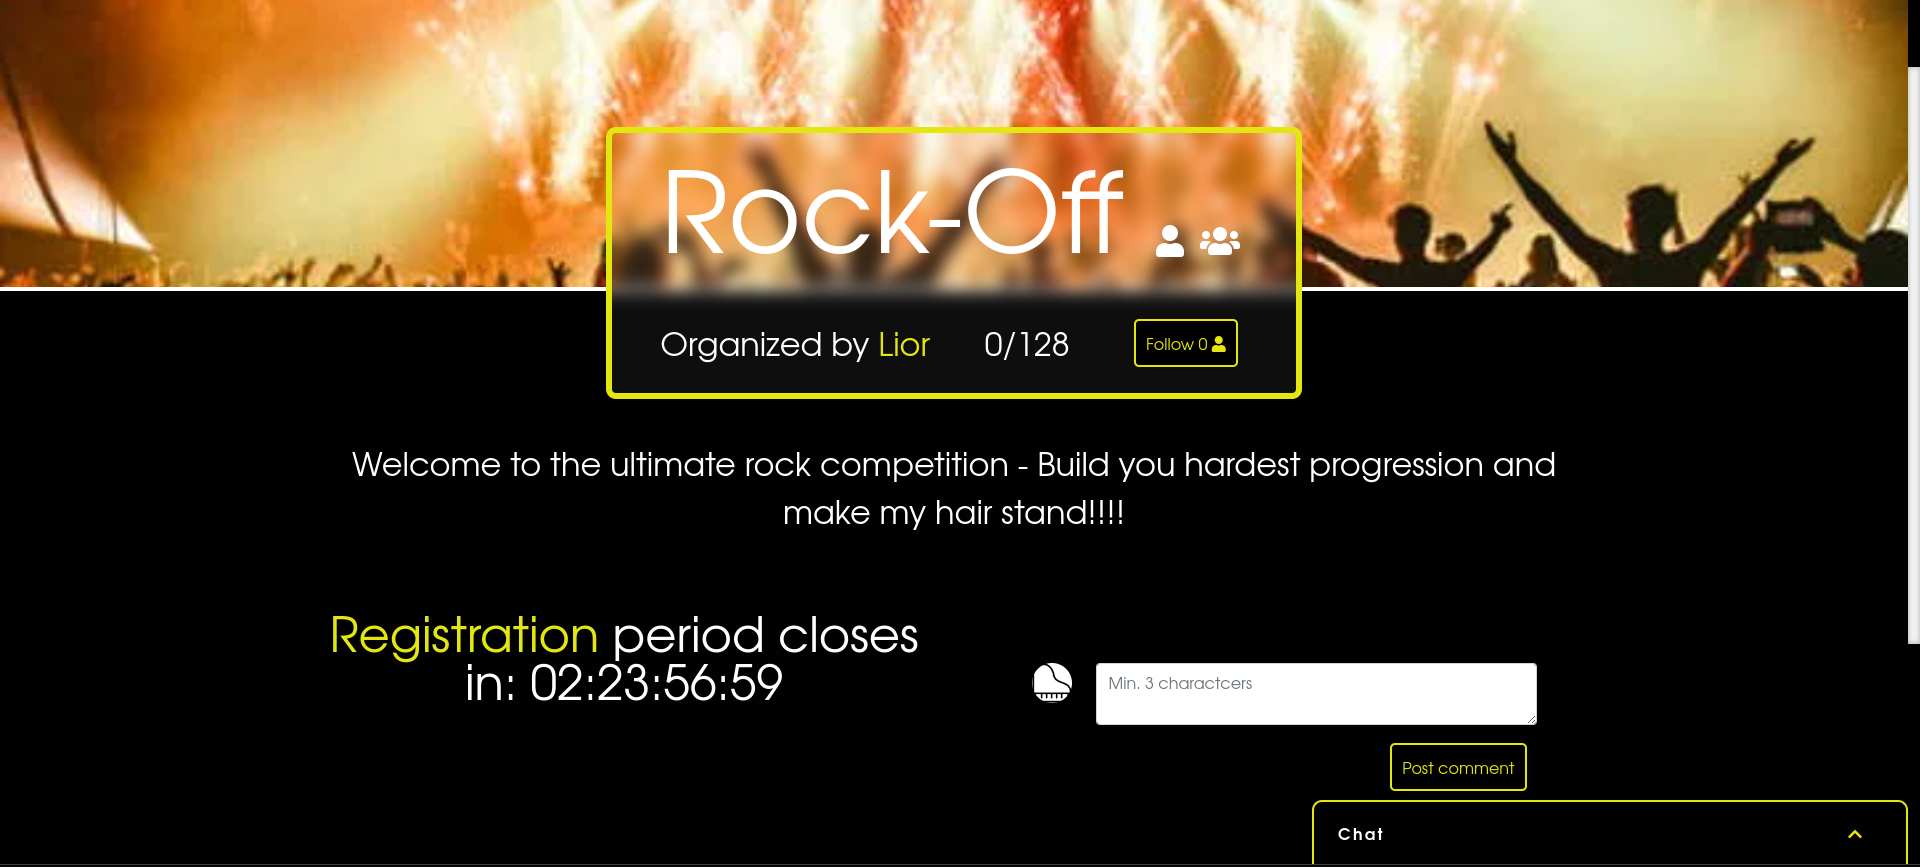 Rock-Off
Organized by Lior 0/128 Follow 0
Welcome to the ultimate rock competition - Build you hardest progression and
make my hair stand!!!!
Registration period closes
in: 02:23:56:59
Min. 3 charactcers
Post comment
Chat